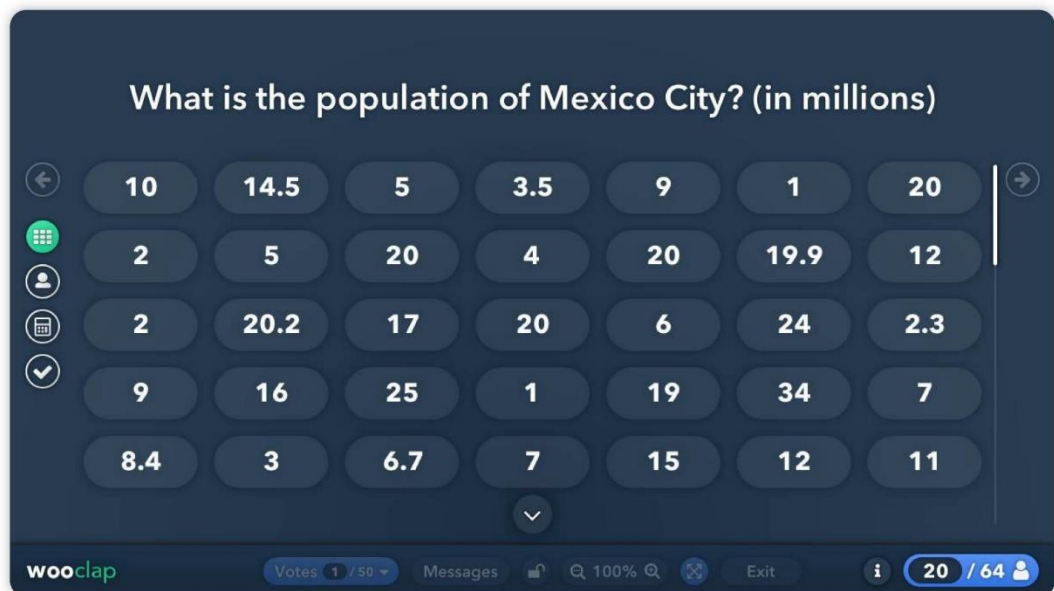 What is the population of Mexico City? (in millions)
10 14.5 5 3.5 9 1 20
2 5 20 4 20 19.9 12
2 20.2 17 20 6 24 2.3
9 16 25 1 19 34 7
8.4 3 6.7 7 15 12 11
wooclap Votes 1 / 50 Messages 100% Exit i 20 / 64